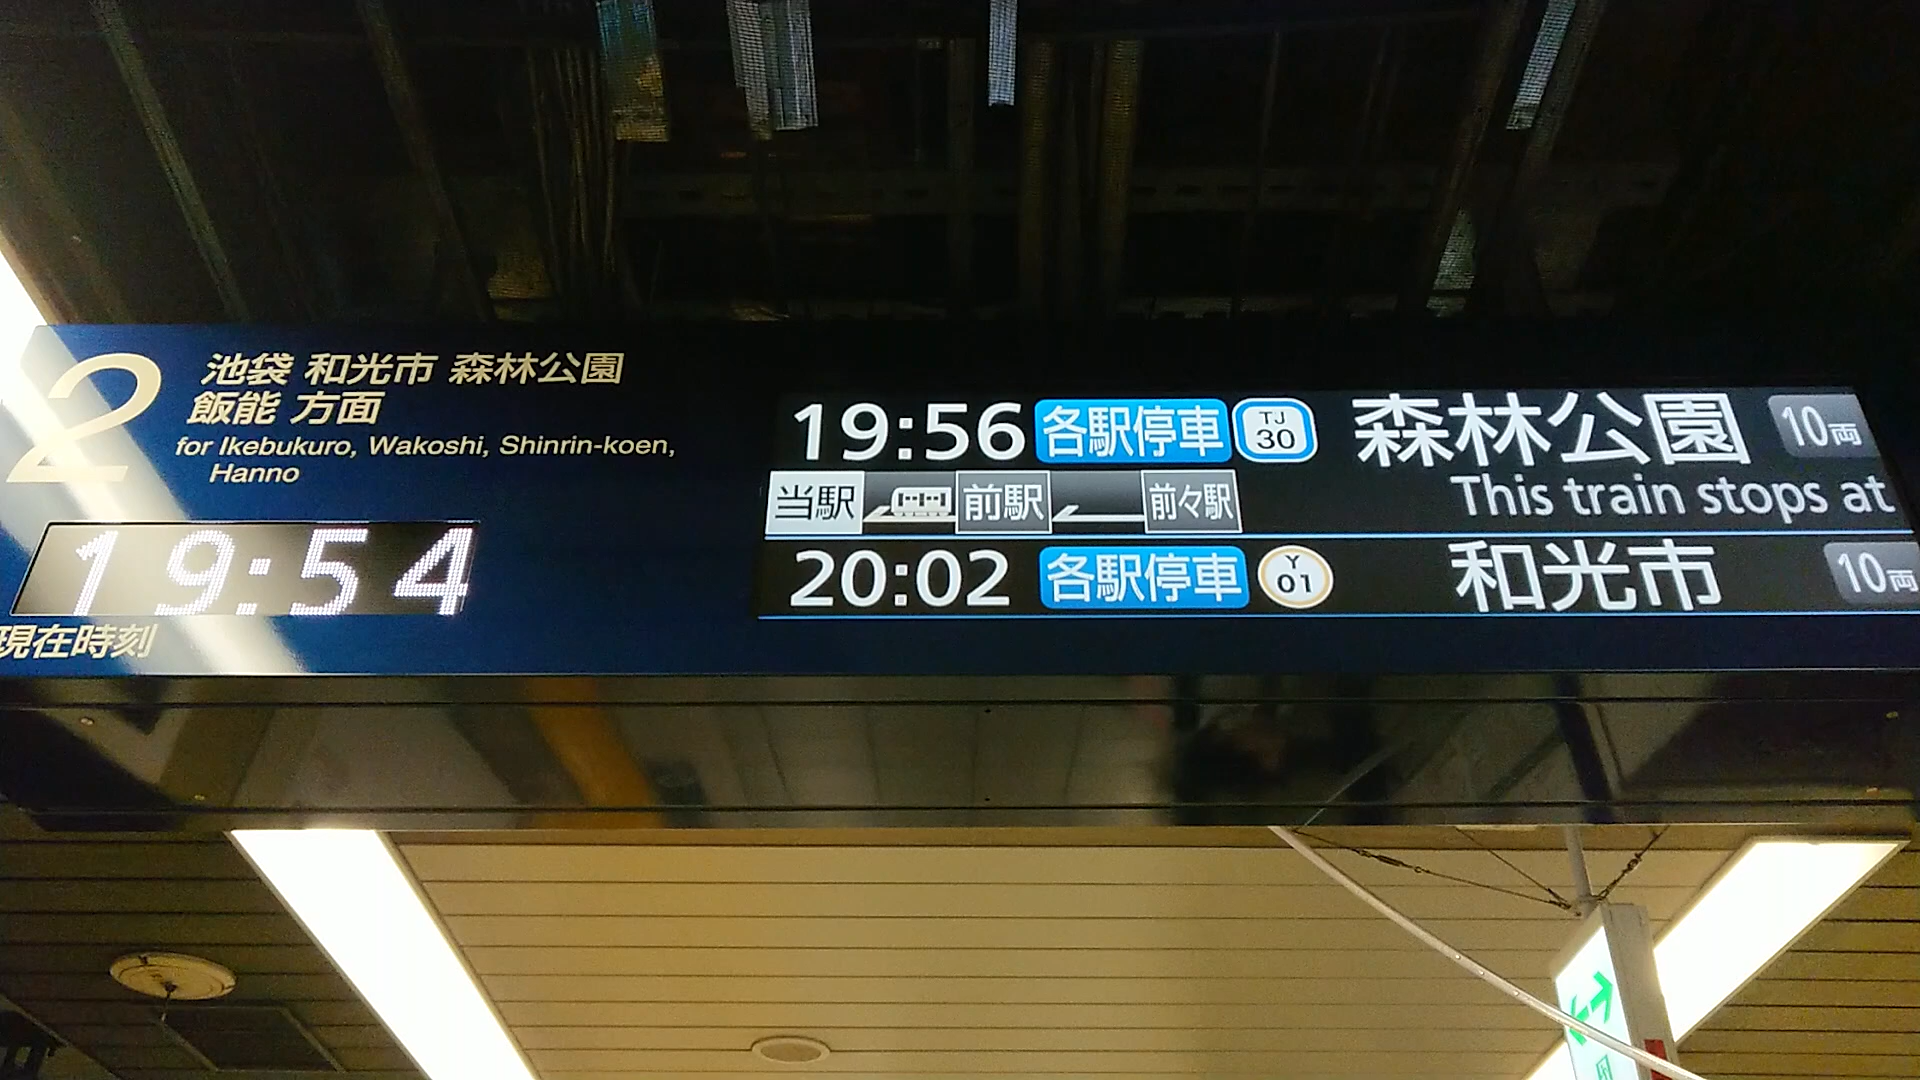 2
池袋 和光市 森林公園
飯能 方面
for Ikebukuro, Wakoshi, Shinrin-koen,
Hanno
19:54
現在時刻
19:56 各駅停車 TJ 30 森林公園 10両
当駅 前駅 前々駅 This train stops at
20:02 各駅停車 Y 01 和光市 10両